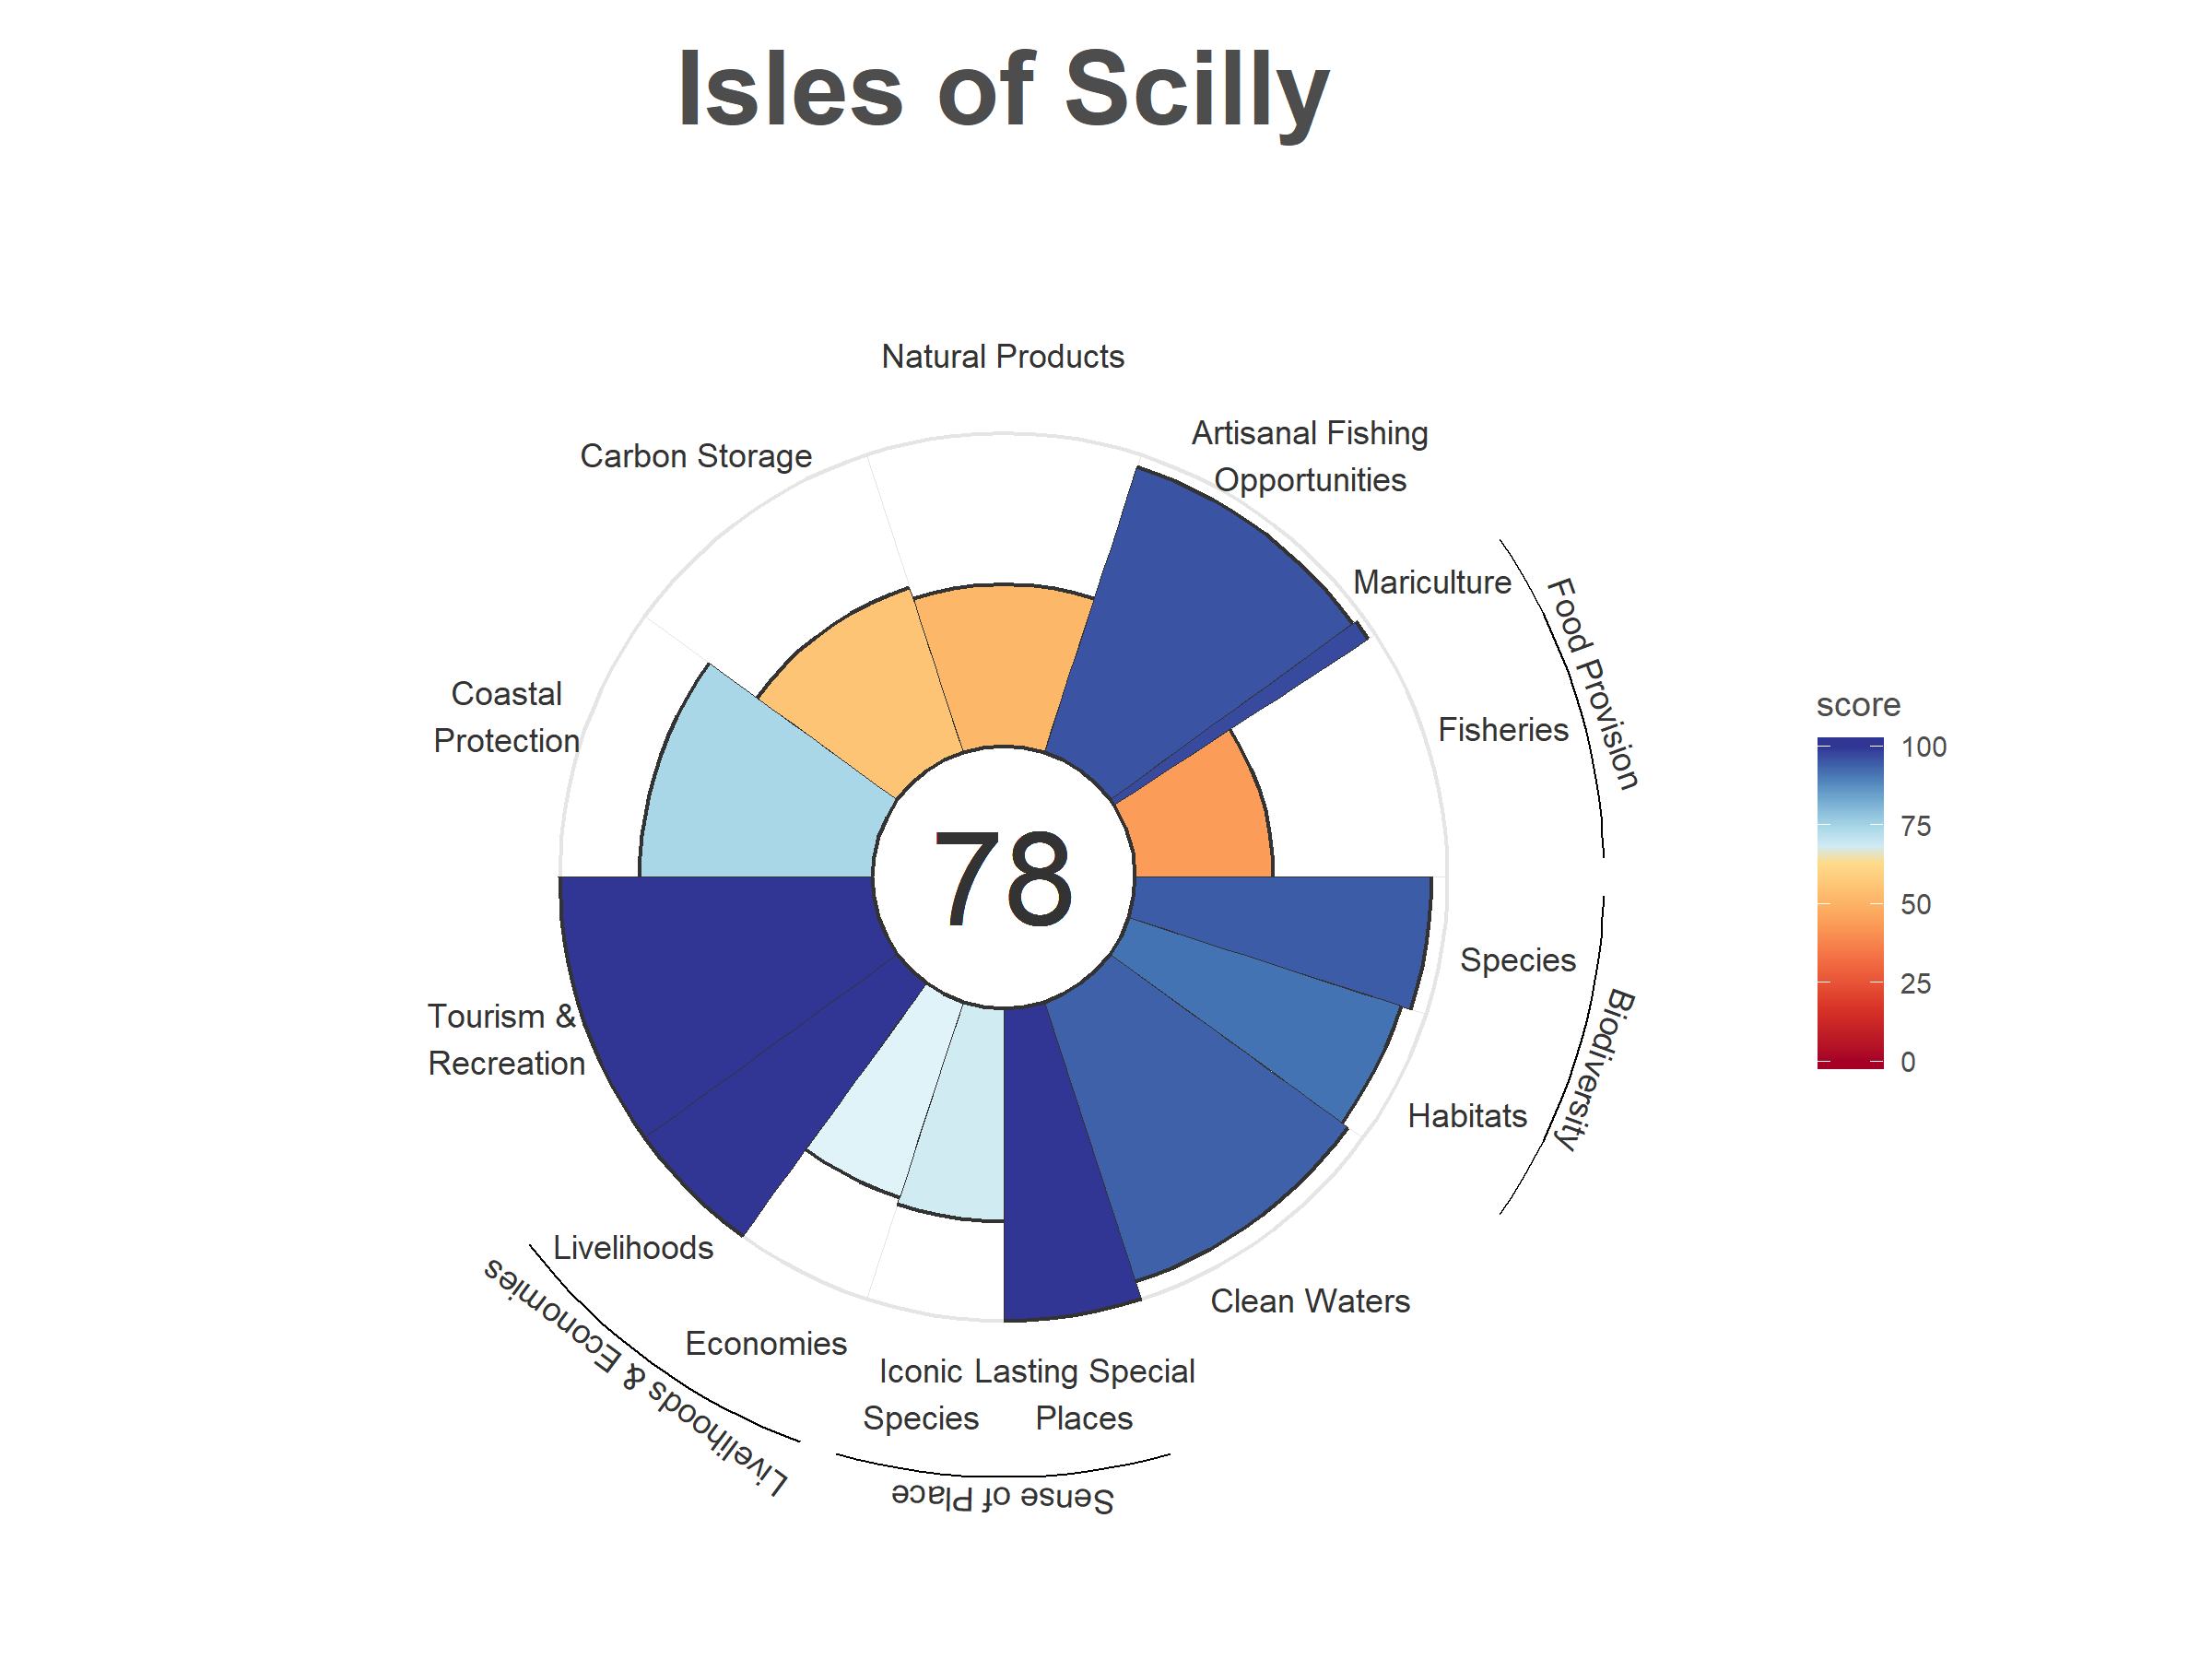 Isles of Scilly
Natural Products
Carbon Storage
Artisanal Fishing
Opportunities
Mariculture
Food Provision
Fisheries
Coastal
Protection
78
score
100
75
50
25
0
Species
Biodiversity
Habitats
Tourism &
Recreation
Livelihoods
Livelihoods & Economies
Economies
Clean Waters
Iconic
Species
Lasting Special
Places
Sense of Place